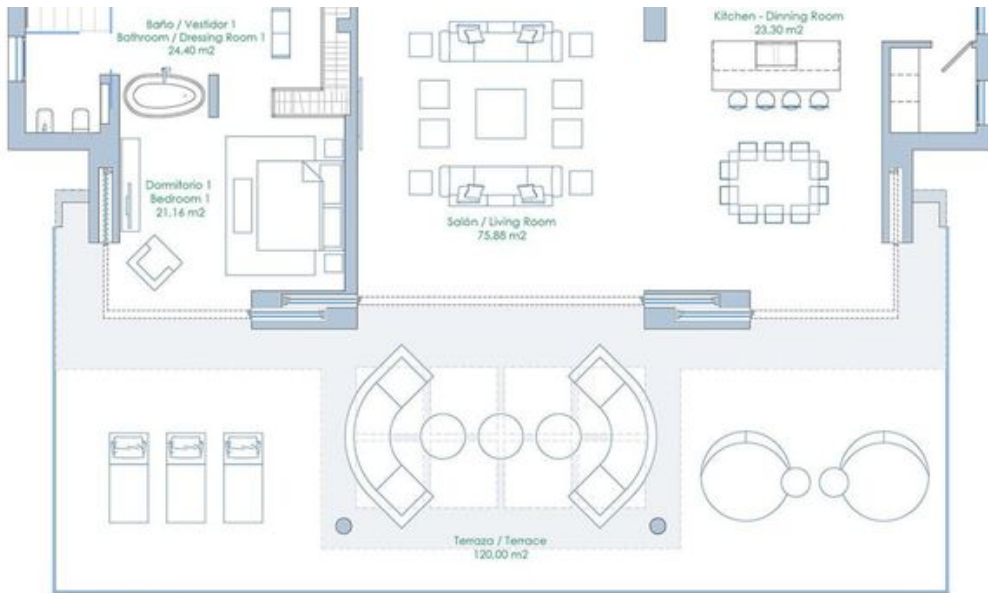 Baño / Vestidor 1
Bathroom / Dressing Room 1
24,40 m2
Kitchen - Dinning Room
23,30 m2
Dormitorio 1
Bedroom 1
21,16 m2
Salón / Living Room
75,88 m2
Terraza / Terrace
120,00 m2